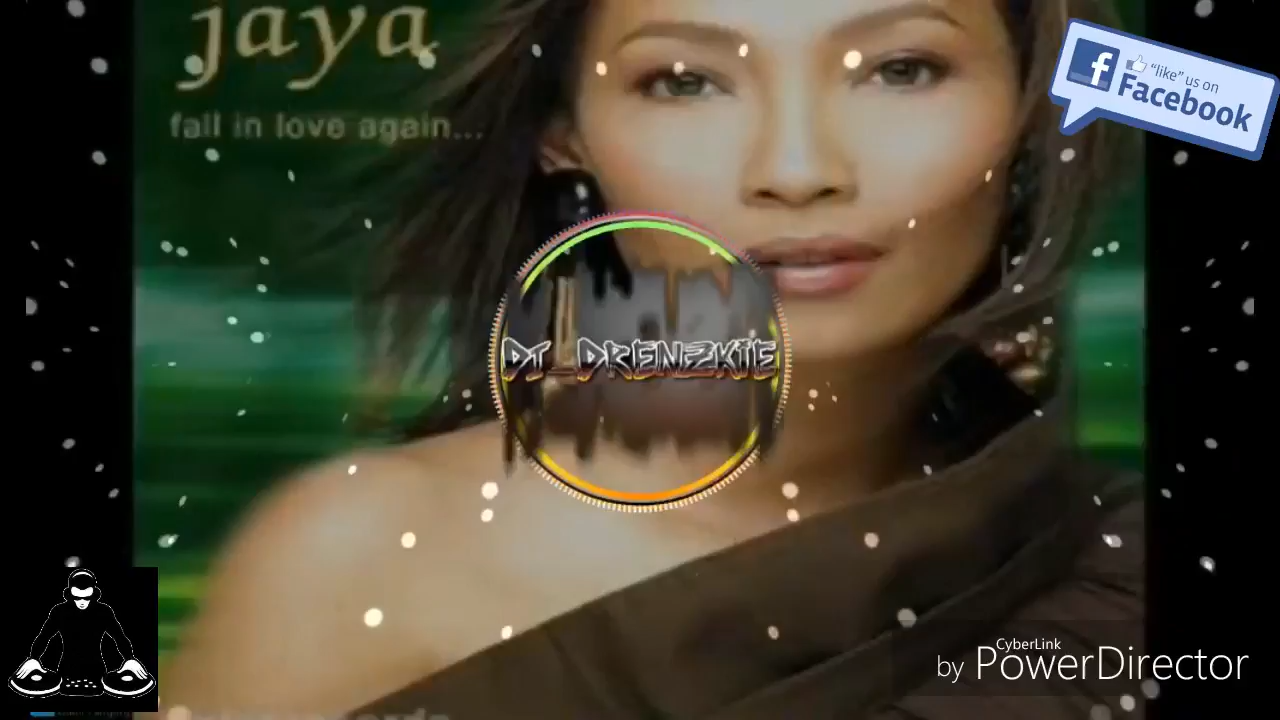 jaya
fall in love again...
f "like" us on
Facebook
DJ_DRENZKIE
CyberLink
by PowerDirector